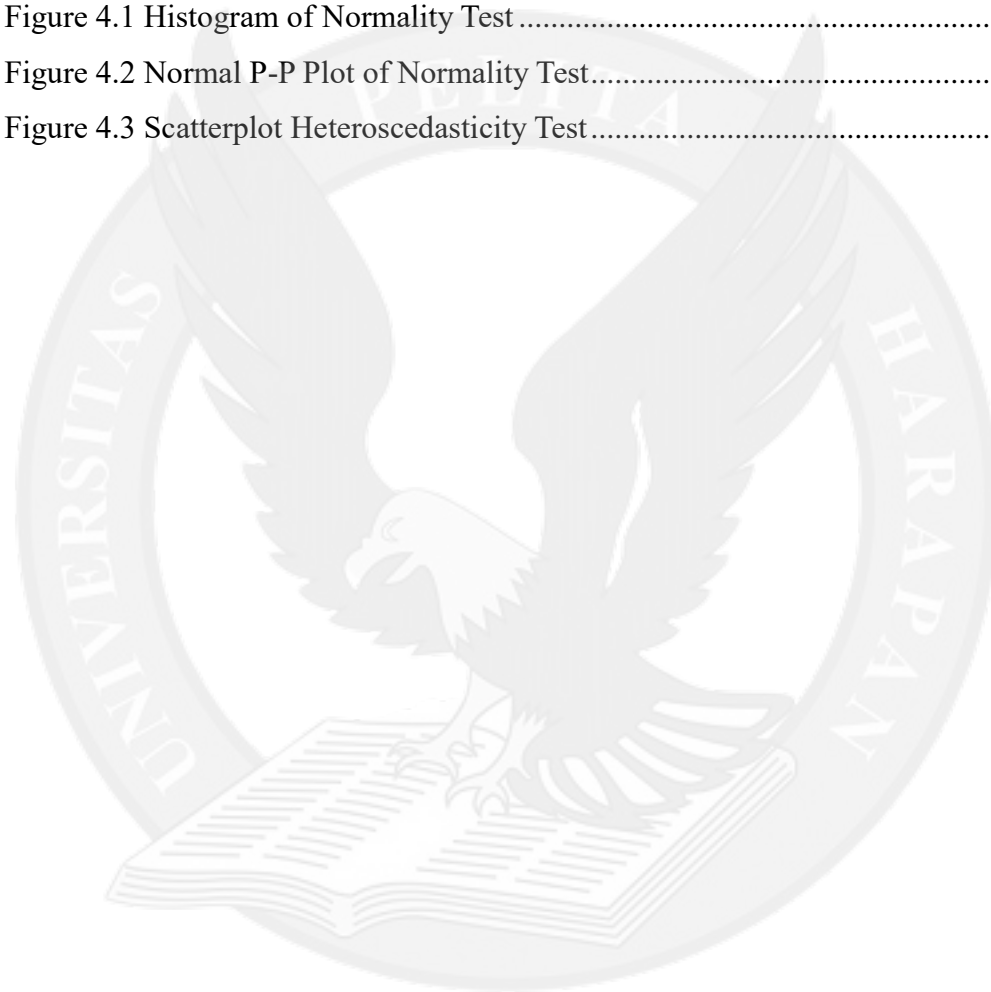 Figure 4.1 Histogram of Normality Test ................................................................
Figure 4.2 Normal P-P Plot of Normality Test.......................................................
Figure 4.3 Scatterplot Heteroscedasticity Test.......................................................
UNIVERSITAS PELITA HARAPAN